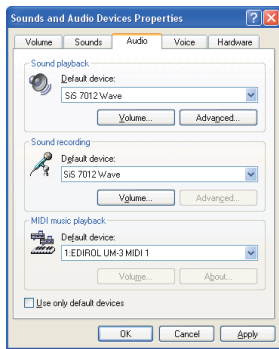 Sounds and Audio Devices Properties
Volume Sounds Audio Voice Hardware
Sound playback
Default device:
SiS 7012 Wave
Volume... Advanced...
Sound recording
Default device:
SiS 7012 Wave
Volume... Advanced...
MIDI music playback
Default device:
1:EDIROL UM-3 MIDI 1
Volume... About...
Use only default devices
OK Cancel Apply